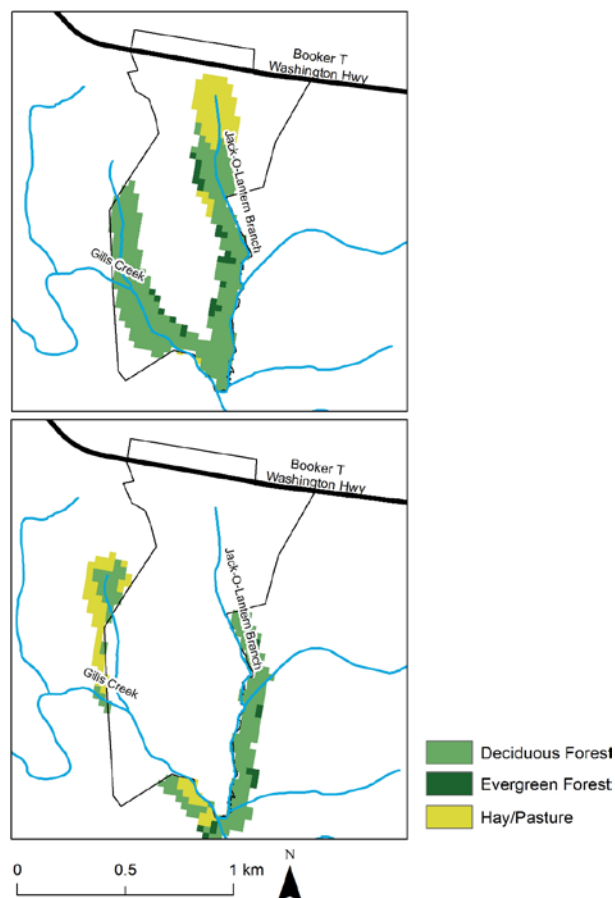 Booker T
Washington Hwy
Jack-O-Lantern Branch
Gills Creek
Booker T
Washington Hwy
Jack-O-Lantern Branch
Gills Creek
Deciduous Forest
Evergreen Forest
Hay/Pasture
0 0.5 1 km
N